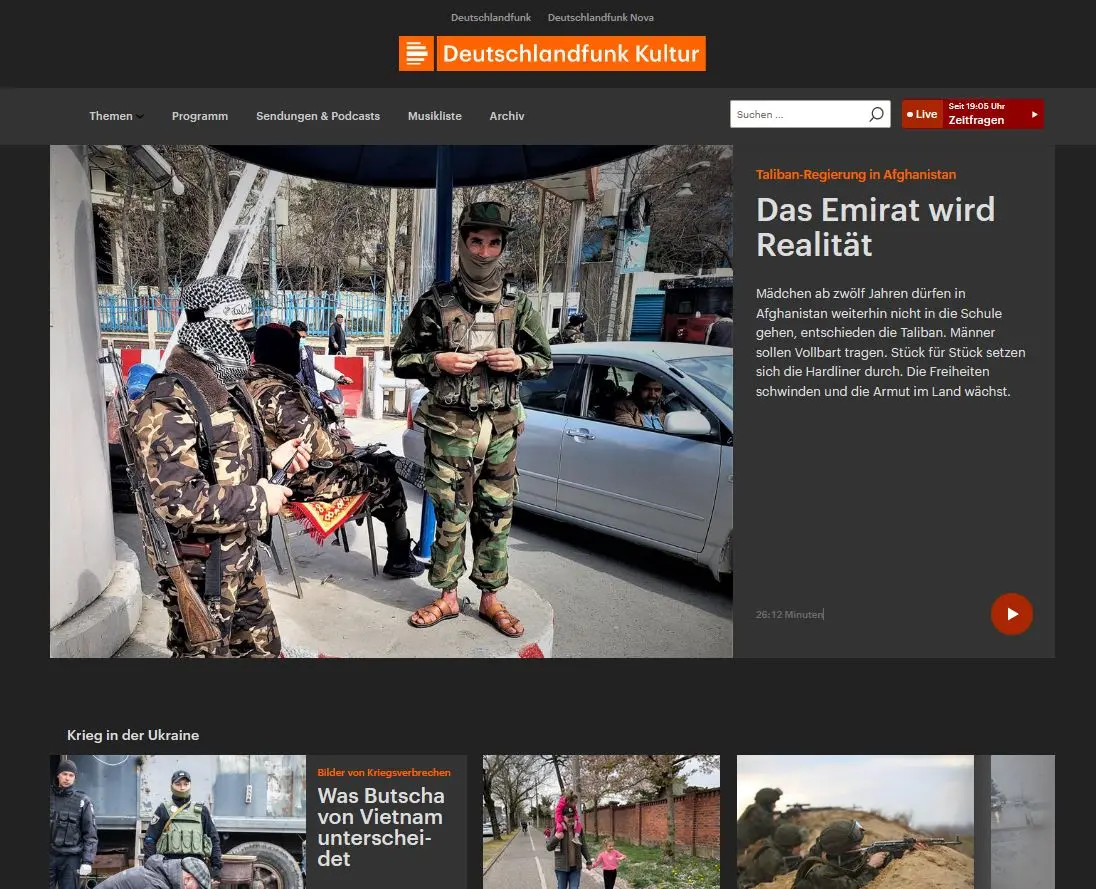 Deutschlandfunk Deutschlandfunk Nova
Deutschlandfunk Kultur
Themen Programm Sendungen & Podcasts Musikliste Archiv
Suchen ...
Live
Seit 19:05 Uhr
Zeitfragen
Taliban-Regierung in Afghanistan
Das Emirat wird
Realität
Mädchen ab zwölf Jahren dürfen in
Afghanistan weiterhin nicht in die Schule
gehen, entschieden die Taliban. Männer
sollen Vollbart tragen. Stück für Stück setzen
sich die Hardliner durch. Die Freiheiten
schwinden und die Armut im Land wächst.
26:12 Minuten
Krieg in der Ukraine
Bilder von Kriegsverbrechen
Was Butscha
von Vietnam
unterschei-
det